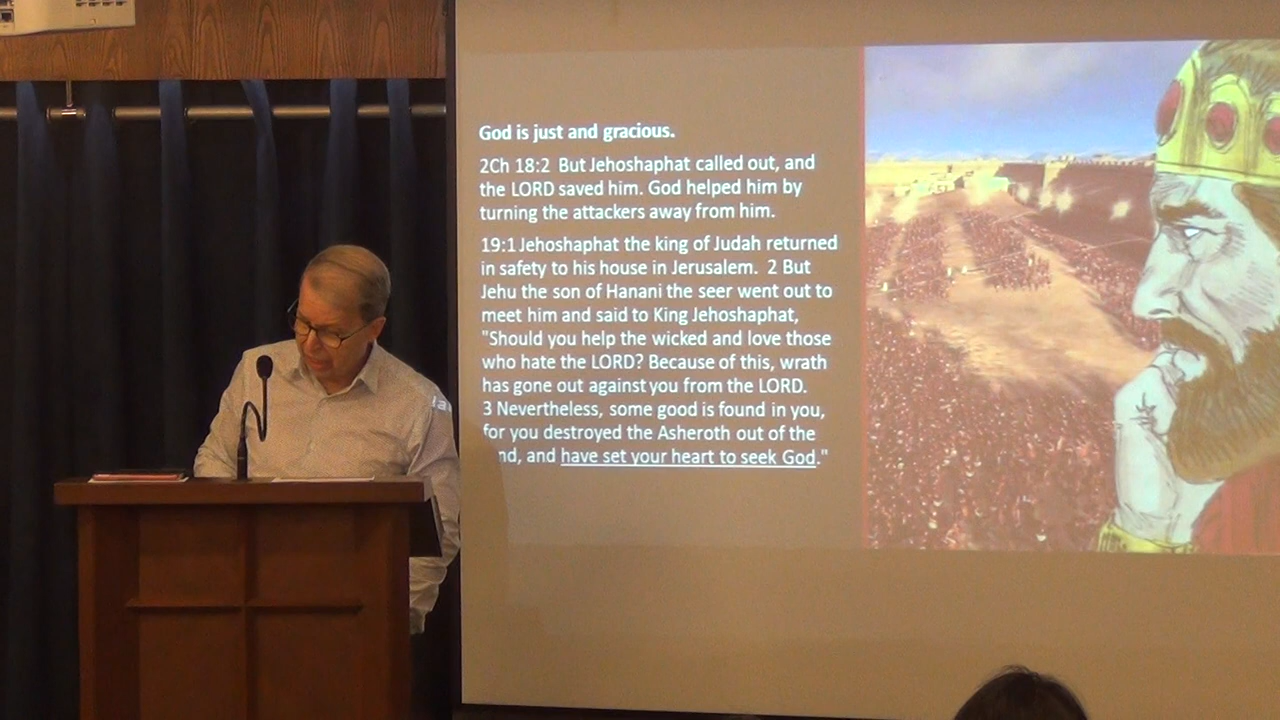 God is just and gracious.
2Ch 18:2 But Jehoshaphat called out, and
the LORD saved him. God helped him by
turning the attackers away from him.
19:1 Jehoshaphat the king of Judah returned
in safety to his house in Jerusalem. 2 But
Jehu the son of Hanani the seer went out to
meet him and said to King Jehoshaphat,
"Should you help the wicked and love those
who hate the LORD? Because of this, wrath
has gone out against you from the LORD.
3 Nevertheless, some good is found in you,
for you destroyed the Asheroth out of the
nd, and have set your heart to seek God."